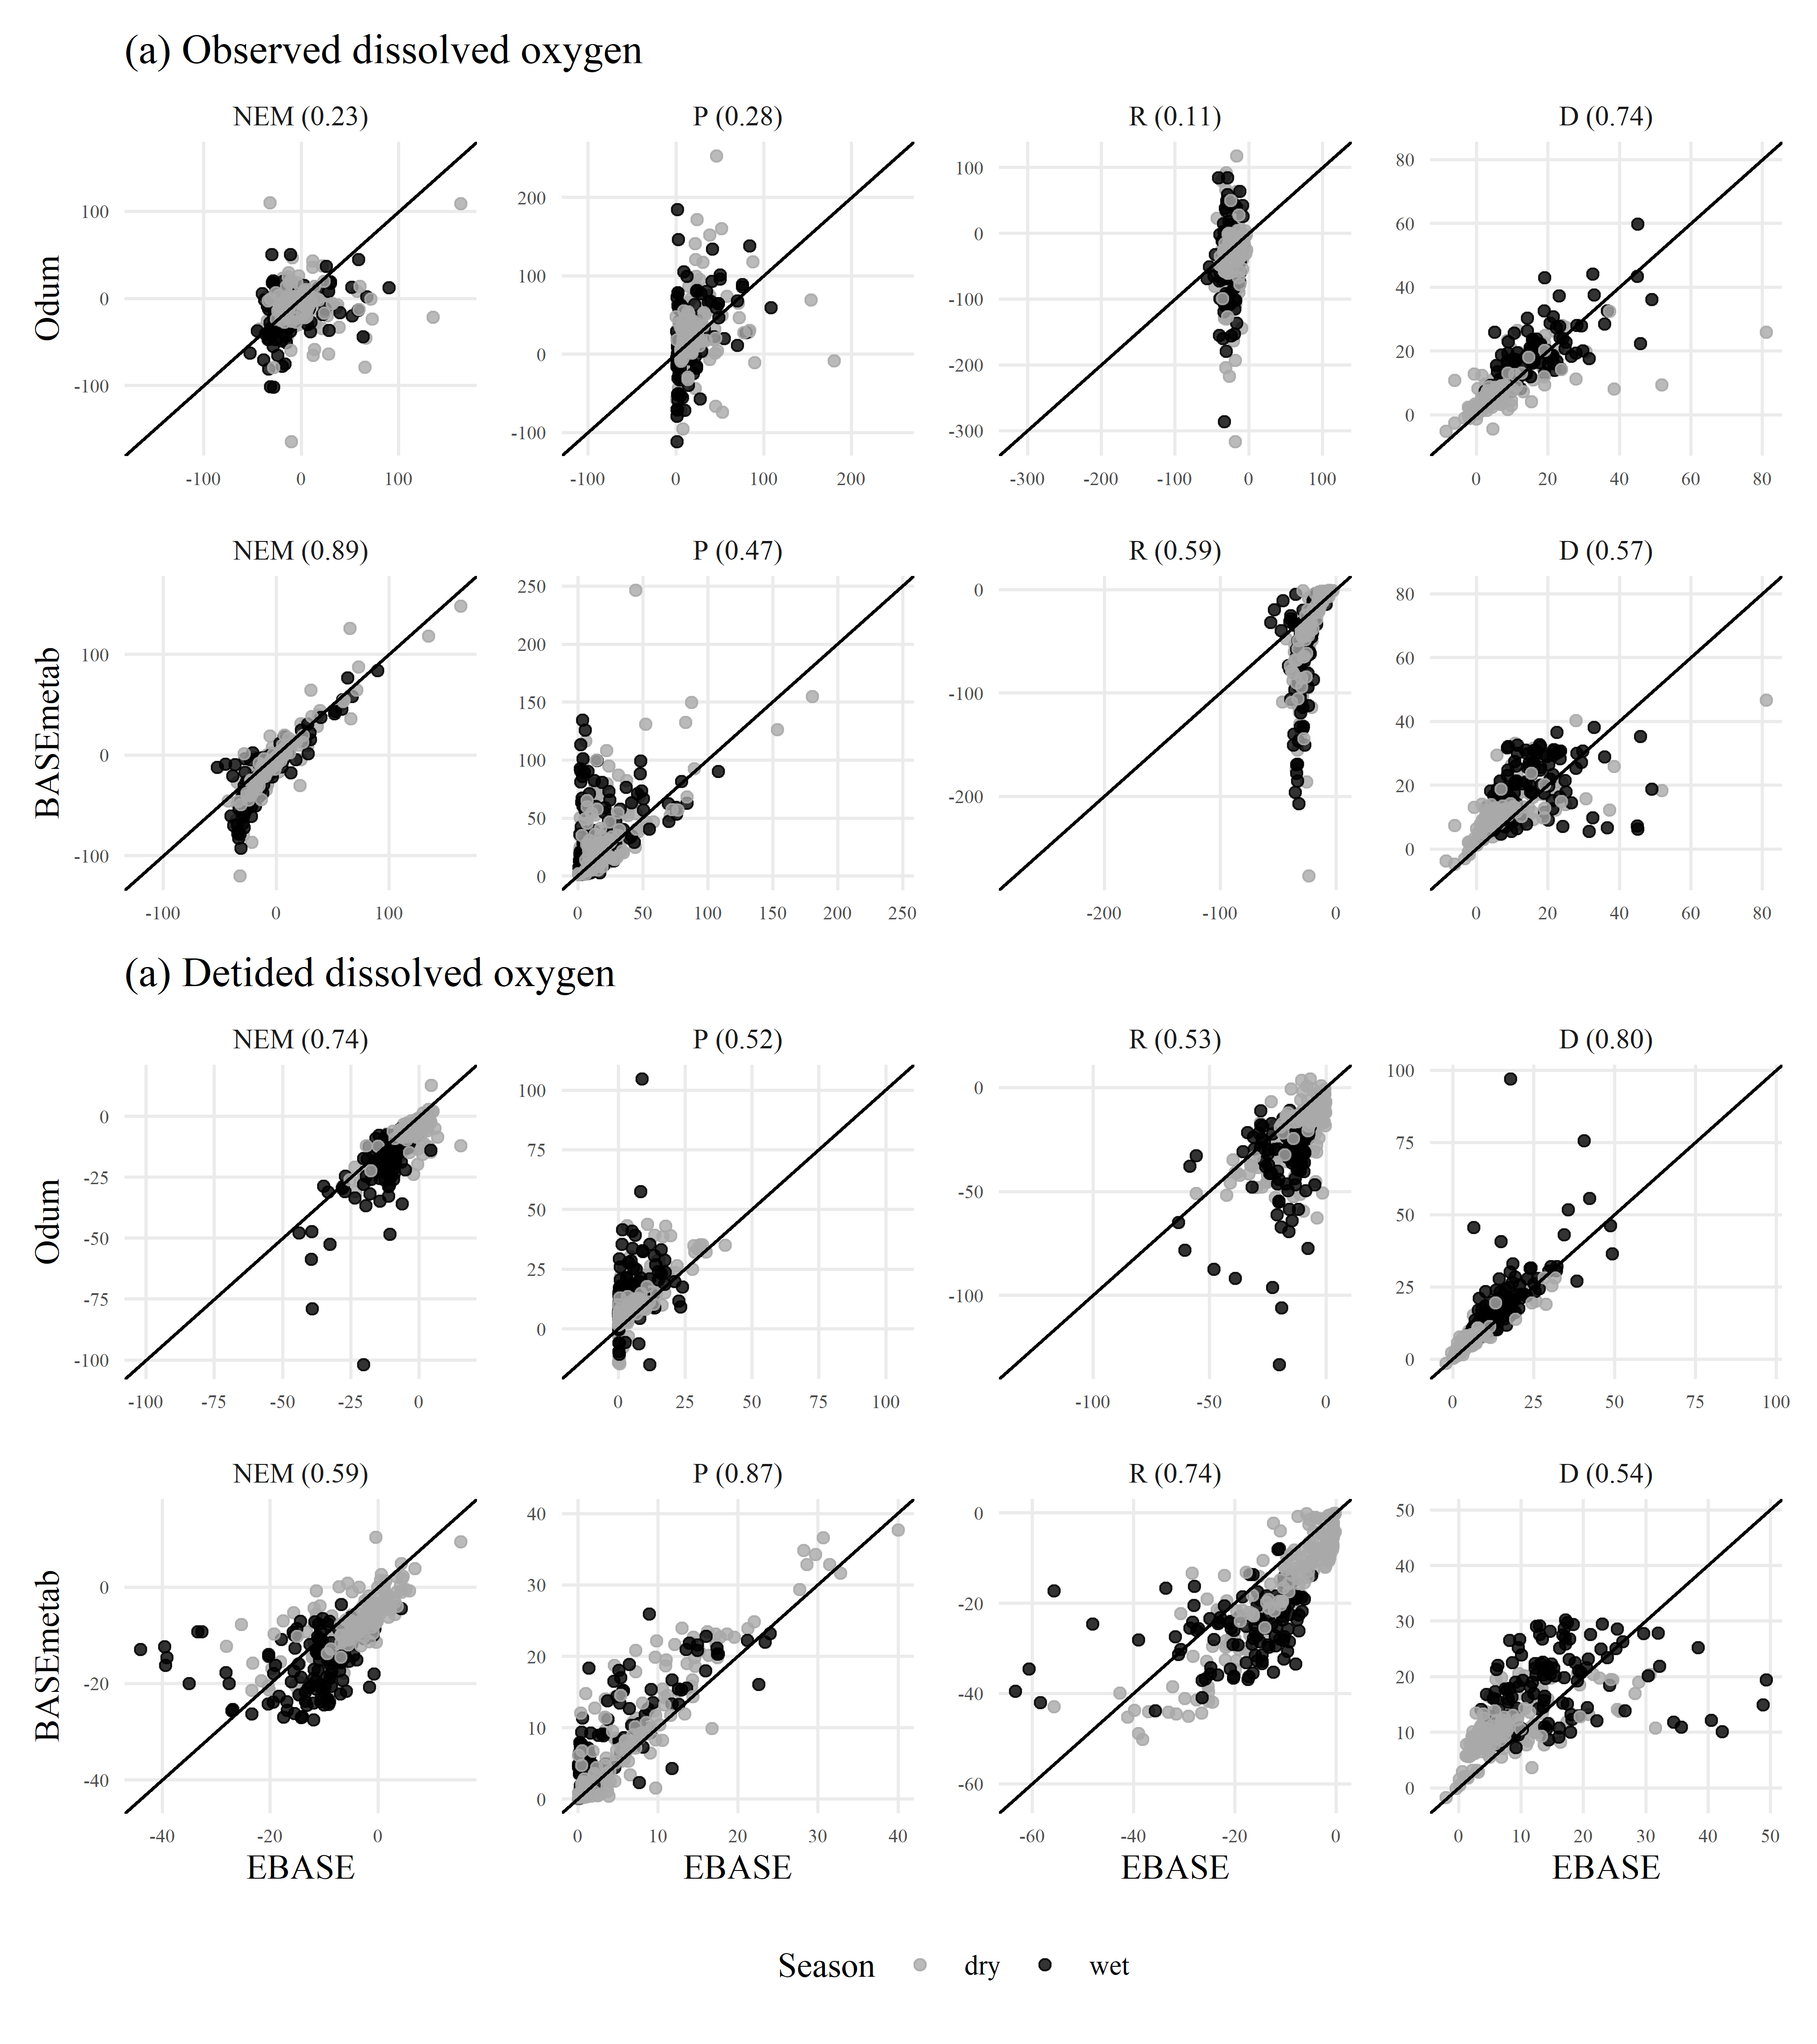 (a) Observed dissolved oxygen
NEM (0.23) P (0.28) R (0.11) D (0.74)
Odum
100 0 -100
-100 0 100
200 100 0 -100
-100 0 100 200
100 0 -100 -200 -300
-300 -200 -100 0 100
80 60 40 20 0
0 20 40 60 80
NEM (0.89) P (0.47) R (0.59) D (0.57)
BASEmetab
100 0 -100
-100 0 100
250 200 150 100 50 0
0 50 100 150 200 250
0 -100 -200
-200 -100 0
80 60 40 20 0
0 20 40 60 80
(a) Detided dissolved oxygen
NEM (0.74) P (0.52) R (0.53) D (0.80)
Odum
0 -25 -50 -75 -100
-100 -75 -50 -25 0
100 75 50 25 0
0 25 50 75 100
0 -50 -100
-100 -50 0
100 75 50 25 0
0 25 50 75 100
NEM (0.59) P (0.87) R (0.74) D (0.54)
BASEmetab
0 -20 -40
-40 -20 0
40 30 20 10 0
0 10 20 30 40
0 -20 -40 -60
-60 -40 -20 0
50 40 30 20 10 0
0 10 20 30 40 50
EBASE EBASE EBASE EBASE
Season dry wet